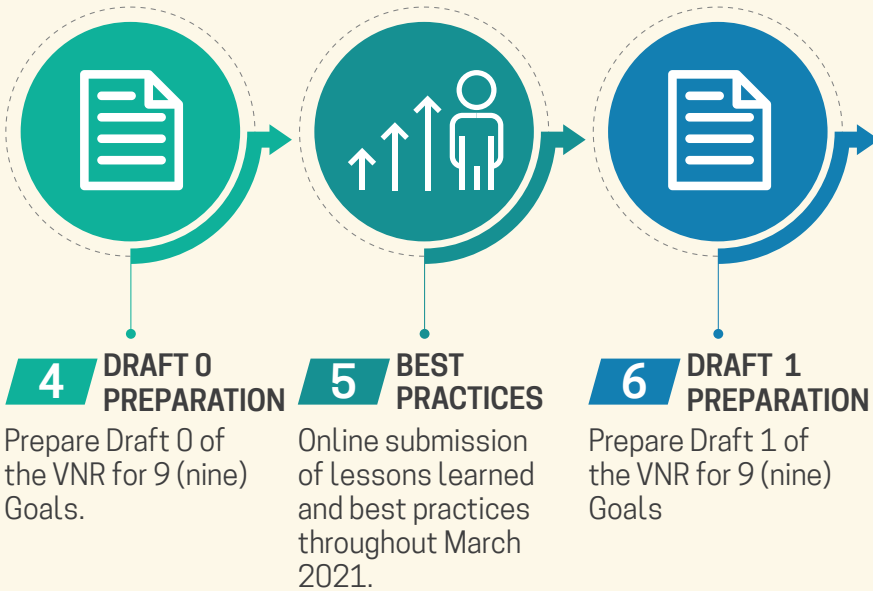 4
DRAFT 0
PREPARATION
Prepare Draft 0 of
the VNR for 9 (nine)
Goals.
5
BEST
PRACTICES
Online submission
of lessons learned
and best practices
throughout March
2021.
6
DRAFT 1
PREPARATION
Prepare Draft 1 of
the VNR for 9 (nine)
Goals